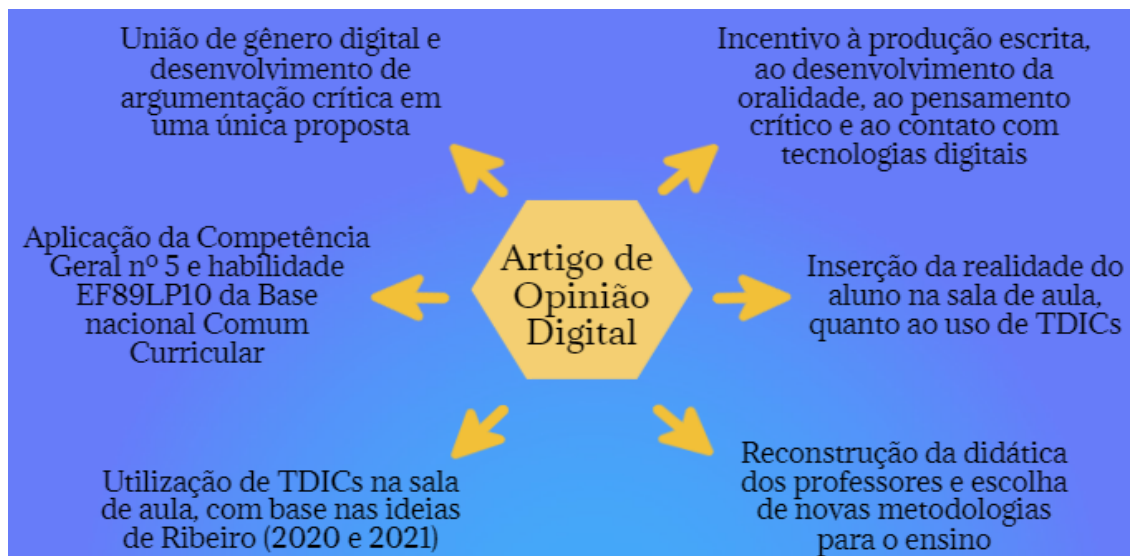 União de gênero digital e
desenvolvimento de
argumentação crítica em
uma única proposta
Incentivo à produção escrita,
ao desenvolvimento da
oralidade, ao pensamento
crítico e ao contato com
tecnologias digitais
Aplicação da Competência
Geral nº 5 e habilidade
EF89LP10 da Base
nacional Comum
Curricular
Artigo de
Opinião
Digital
Inserção da realidade do
aluno na sala de aula,
quanto ao uso de TDICs
Utilização de TDICs na sala
de aula, com base nas ideias
de Ribeiro (2020 e 2021)
Reconstrução da didática
dos professores e escolha
de novas metodologias
para o ensino